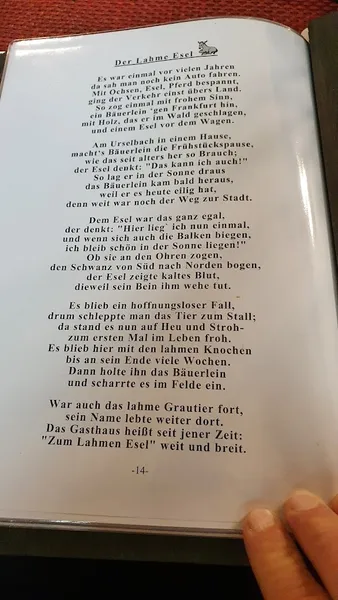 Der Lahme Esel
Es war einmal vor vielen Jahren
da sah man noch kein Auto fahren.
Mit Ochsen, Esel, Pferd bespannt,
ging der Verkehr einst übers Land.
So zog einmal mit frohem Sinn,
ein Bäuerlein 'gen Frankfurt hin,
mit Holz, das er im Wald geschlagen,
und einem Esel vor dem Wagen.
Am Urselbach in einem Hause,
macht's Bäuerlein die Frühstückspause,
wie das seit alters her so Brauch;
der Esel denkt: "Das kann ich auch!"
So lag er in der Sonne draus
das Bäuerlein kam bald heraus,
weil er es heute eilig hat,
denn weit war noch der Weg zur Stadt.
Dem Esel war das ganz egal,
der denkt: "Hier lieg' ich nun einmal,
und wenn sich auch die Balken biegen,
ich bleib schön in der Sonne liegen!"
Ob sie an den Ohren zogen,
den Schwanz von Süd nach Norden bogen,
der Esel zeigte kaltes Blut,
dieweil sein Bein ihm wehe tut.
Es blieb ein hoffnungsloser Fall,
drum schleppte man das Tier zum Stall;
da stand es nun auf Heu und Stroh-
zum ersten Mal im Leben froh.
Es blieb hier mit den lahmen Knochen
bis an sein Ende viele Wochen.
Dann holte ihn das Bäuerlein
und scharrte es im Felde ein.
War auch das lahme Grautier fort,
sein Name lebte weiter dort.
Das Gasthaus heißt seit jener Zeit;
"Zum Lahmen Esel" weit und breit.
-14-